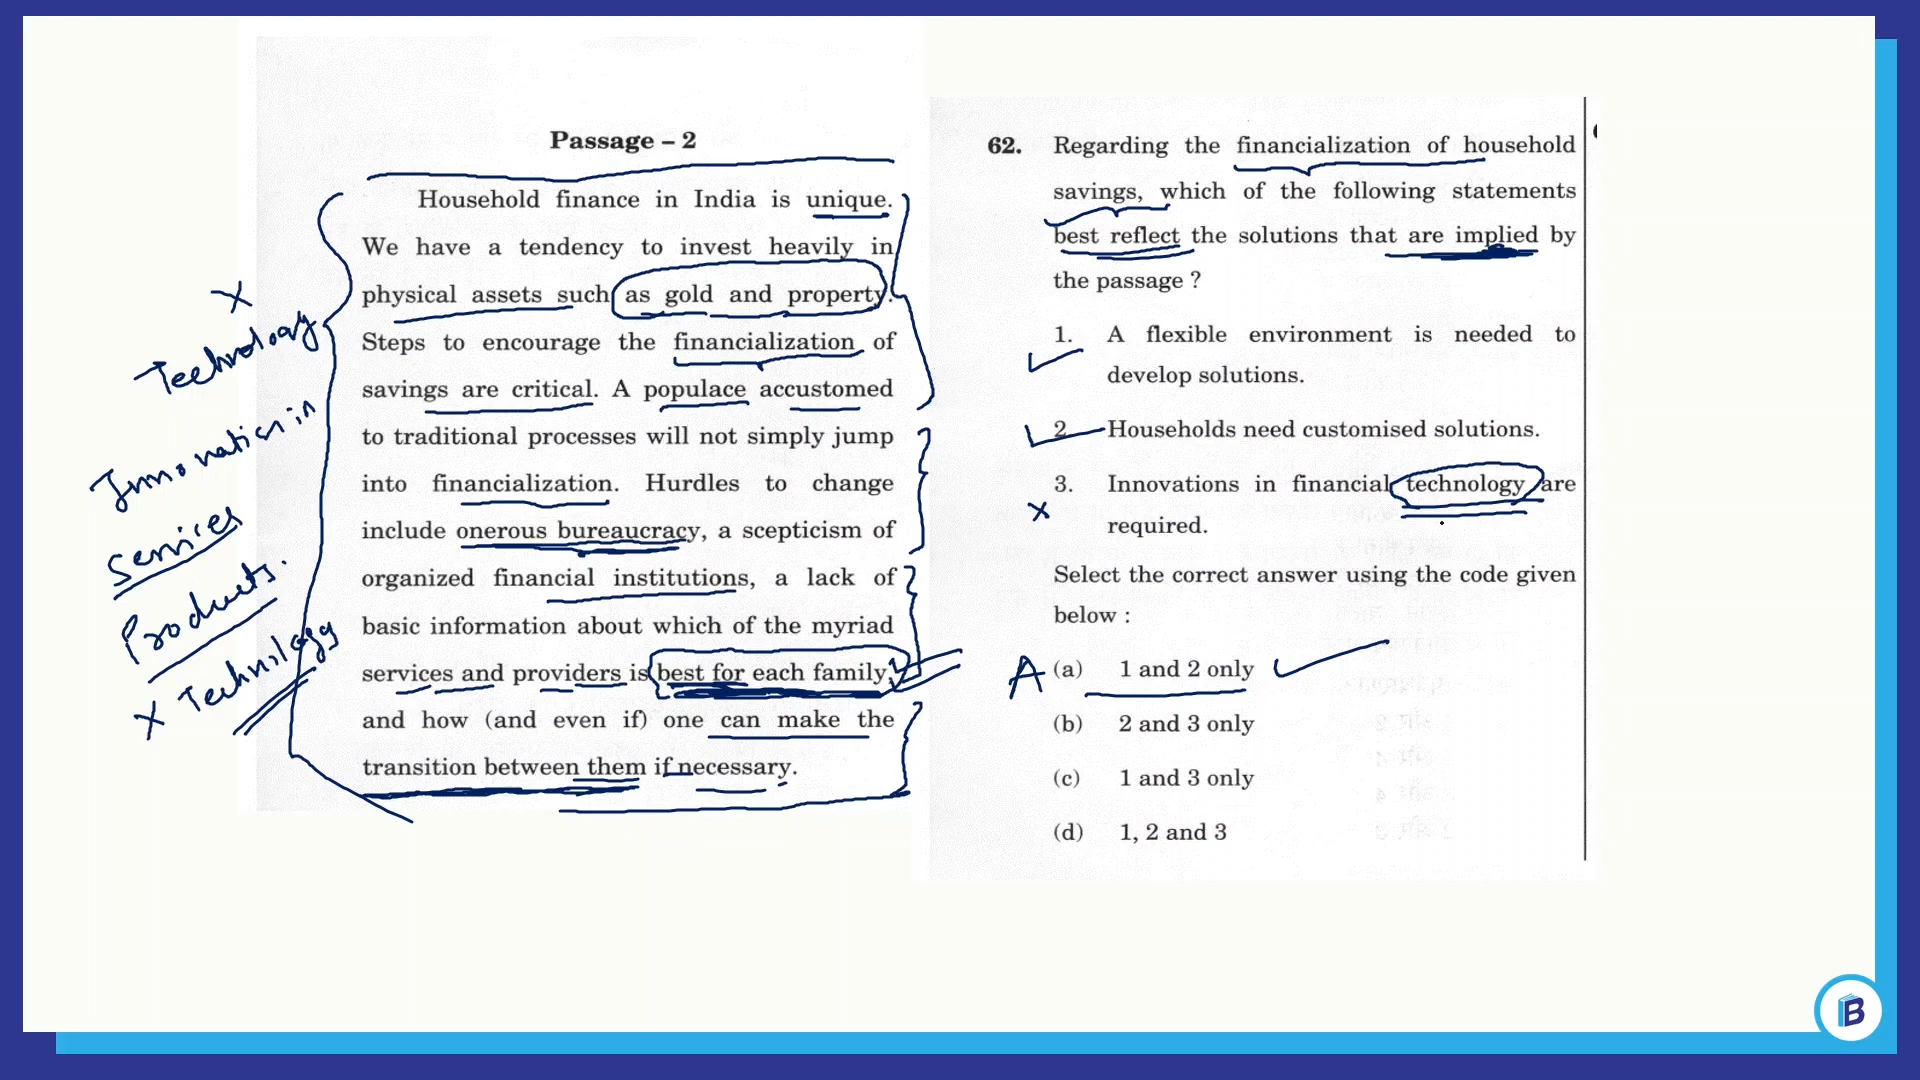 Passage – 2
Household finance in India is unique.
We have a tendency to invest heavily in
physical assets such as gold and property.
Steps to encourage the financialization of
savings are critical. A populace accustomed
to traditional processes will not simply jump
into financialization. Hurdles to change
include onerous bureaucracy, a scepticism of
organized financial institutions, a lack of
basic information about which of the myriad
services and providers is best for each family,
and how (and even if) one can make the
transition between them if necessary.
X
Technology
Innovation in
Services
Products.
X Technology
62. Regarding the financialization of household
savings, which of the following statements
best reflect the solutions that are implied by
the passage ?
1. A flexible environment is needed to
develop solutions.
2. Households need customised solutions.
3. Innovations in financial technology are
X
required.
Select the correct answer using the code given
below :
A (a) 1 and 2 only
(b) 2 and 3 only
(c) 1 and 3 only
(d) 1, 2 and 3
B